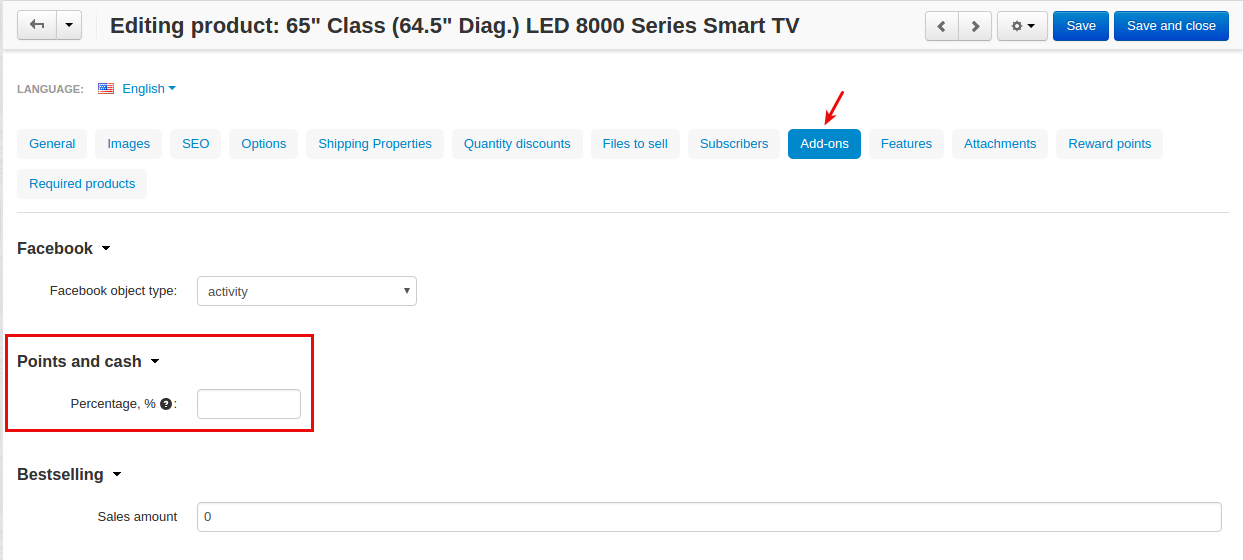 Editing product: 65" Class (64.5" Diag.) LED 8000 Series Smart TV
Save
Save and close
LANGUAGE: English
General Images SEO Options Shipping Properties Quantity discounts Files to sell Subscribers Add-ons Features Attachments Reward points
Required products
Facebook
Facebook object type: activity
Points and cash
Percentage, % ? :
Bestselling
Sales amount 0